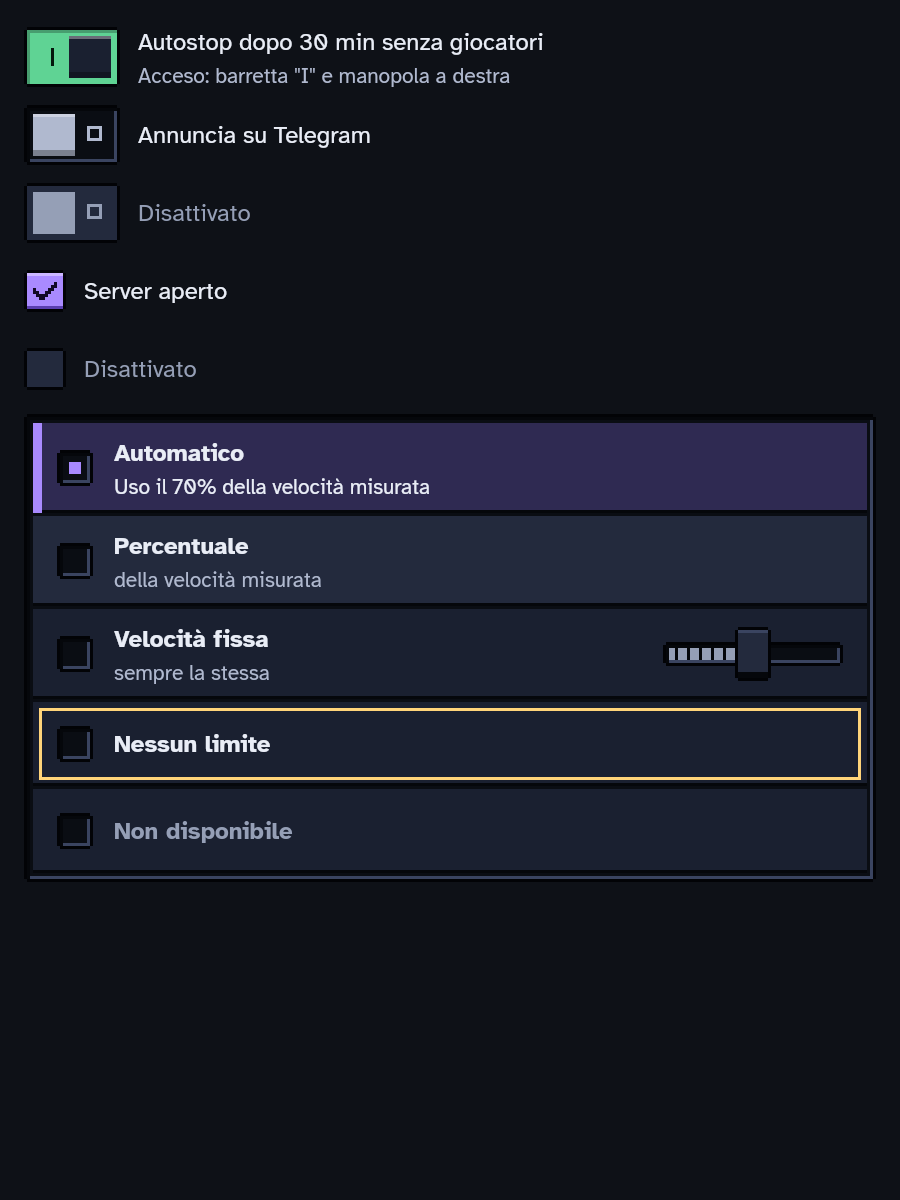 Autostop dopo 30 min senza giocatori
Acceso: barretta "I" e manopola a destra
Annuncia su Telegram
Disattivato
Server aperto
Disattivato
Automatico
Uso il 70% della velocità misurata
Percentuale
della velocità misurata
Velocità fissa
sempre la stessa
Nessun limite
Non disponibile